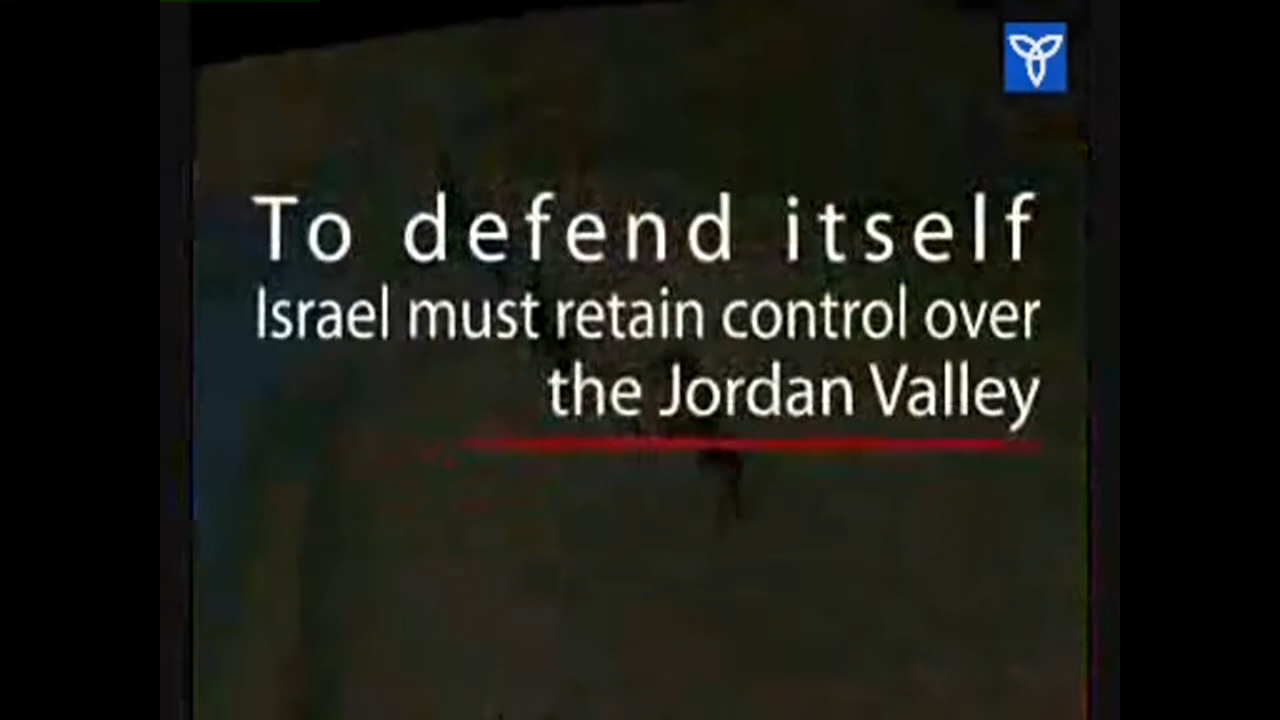 To defend itself
Israel must retain control over
the Jordan Valley